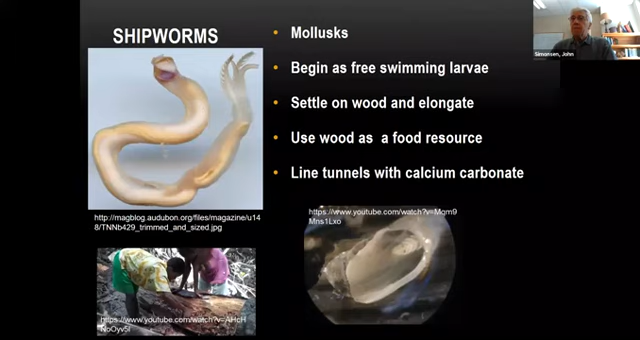 SHIPWORMS
• Mollusks
• Begin as free swimming larvae
• Settle on wood and elongate
• Use wood as a food resource
• Line tunnels with calcium carbonate
Simonsen, John
http://magblog.audubon.org/files/magazine/u14
8/TNNb429_trimmed_and_sized.jpg
https://www.youtube.com/watch?v=Mqm9
Mns1Lxo
https://www.youtube.com/watch?v=AHcH
NoOyv5I